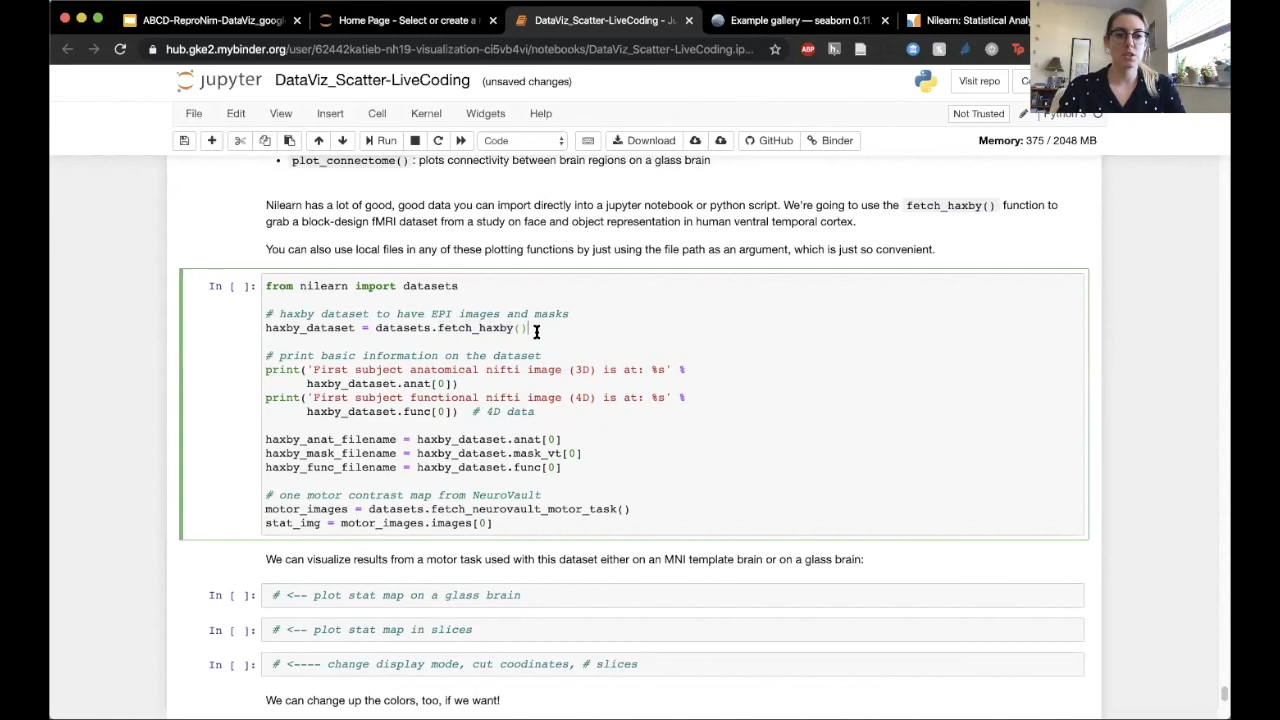 ABCD-ReproNim-DataViz_goog
Home Page - Select or create a
DataViz_Scatter-LiveCoding - Ju
Example gallery — seaborn 0.11.
Nilearn: Statistical Analy
hub.gke2.mybinder.org/user/62442katieb-nh19-visualization-ci5vb4vi/notebooks/DataViz_Scatter-LiveCoding.ip...
ABP
jupyter
DataViz_Scatter-LiveCoding (unsaved changes)
Visit repo
File Edit View Insert Cell Kernel Widgets Help
Not Trusted
Python 3
Run
Code
Download
GitHub
Binder
Memory: 375 / 2048 MB
• plot_connectome() : plots connectivity between brain regions on a glass brain
Nilearn has a lot of good, good data you can import directly into a jupyter notebook or python script. We're going to use the fetch_haxby() function to
grab a block-design fMRI dataset from a study on face and object representation in human ventral temporal cortex.
You can also use local files in any of these plotting functions by just using the file path as an argument, which is just so convenient.
In [ ]: from nilearn import datasets
# haxby dataset to have EPI images and masks
haxby_dataset = datasets.fetch_haxby()
# print basic information on the dataset
print('First subject anatomical nifti image (3D) is at: %s' %
haxby_dataset.anat[0])
print('First subject functional nifti image (4D) is at: %s' %
haxby_dataset.func[0]) # 4D data
haxby_anat_filename = haxby_dataset.anat[0]
haxby_mask_filename = haxby_dataset.mask_vt[0]
haxby_func_filename = haxby_dataset.func[0]
# one motor contrast map from NeuroVault
motor_images = datasets.fetch_neurovault_motor_task()
stat_img = motor_images.images[0]
We can visualize results from a motor task used with this dataset either on an MNI template brain or on a glass brain:
In [ ]: # <-- plot stat map on a glass brain
In [ ]: # <-- plot stat map in slices
In [ ]: # <---- change display mode, cut coodinates, # slices
We can change up the colors, too, if we want!